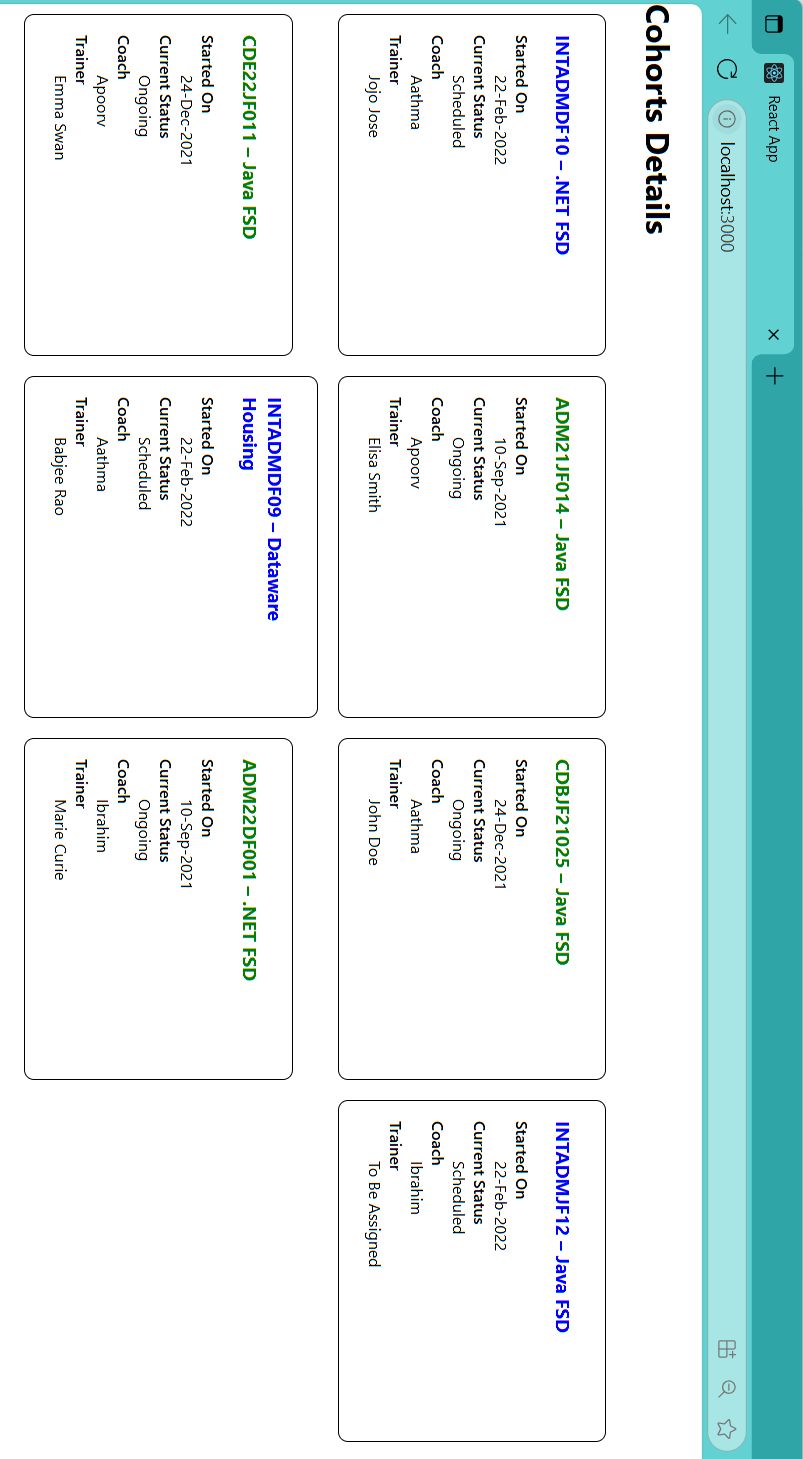 React App
localhost:3000
Cohorts Details
INTADMDF10 – .NET FSD
Started On
22-Feb-2022
Current Status
Scheduled
Coach
Aathma
Trainer
Jojo Jose
ADM21JF014 – Java FSD
Started On
10-Sep-2021
Current Status
Ongoing
Coach
Apoorv
Trainer
Elisa Smith
CDBJF21025 – Java FSD
Started On
24-Dec-2021
Current Status
Ongoing
Coach
Aathma
Trainer
John Doe
INTADMJF12 – Java FSD
Started On
22-Feb-2022
Current Status
Scheduled
Coach
Ibrahim
Trainer
To Be Assigned
CDE22JF011 – Java FSD
Started On
24-Dec-2021
Current Status
Ongoing
Coach
Apoorv
Trainer
Emma Swan
INTADMDF09 – Dataware
Housing
Started On
22-Feb-2022
Current Status
Scheduled
Coach
Aathma
Trainer
Babjee Rao
ADM22DF001 – .NET FSD
Started On
10-Sep-2021
Current Status
Ongoing
Coach
Ibrahim
Trainer
Marie Curie